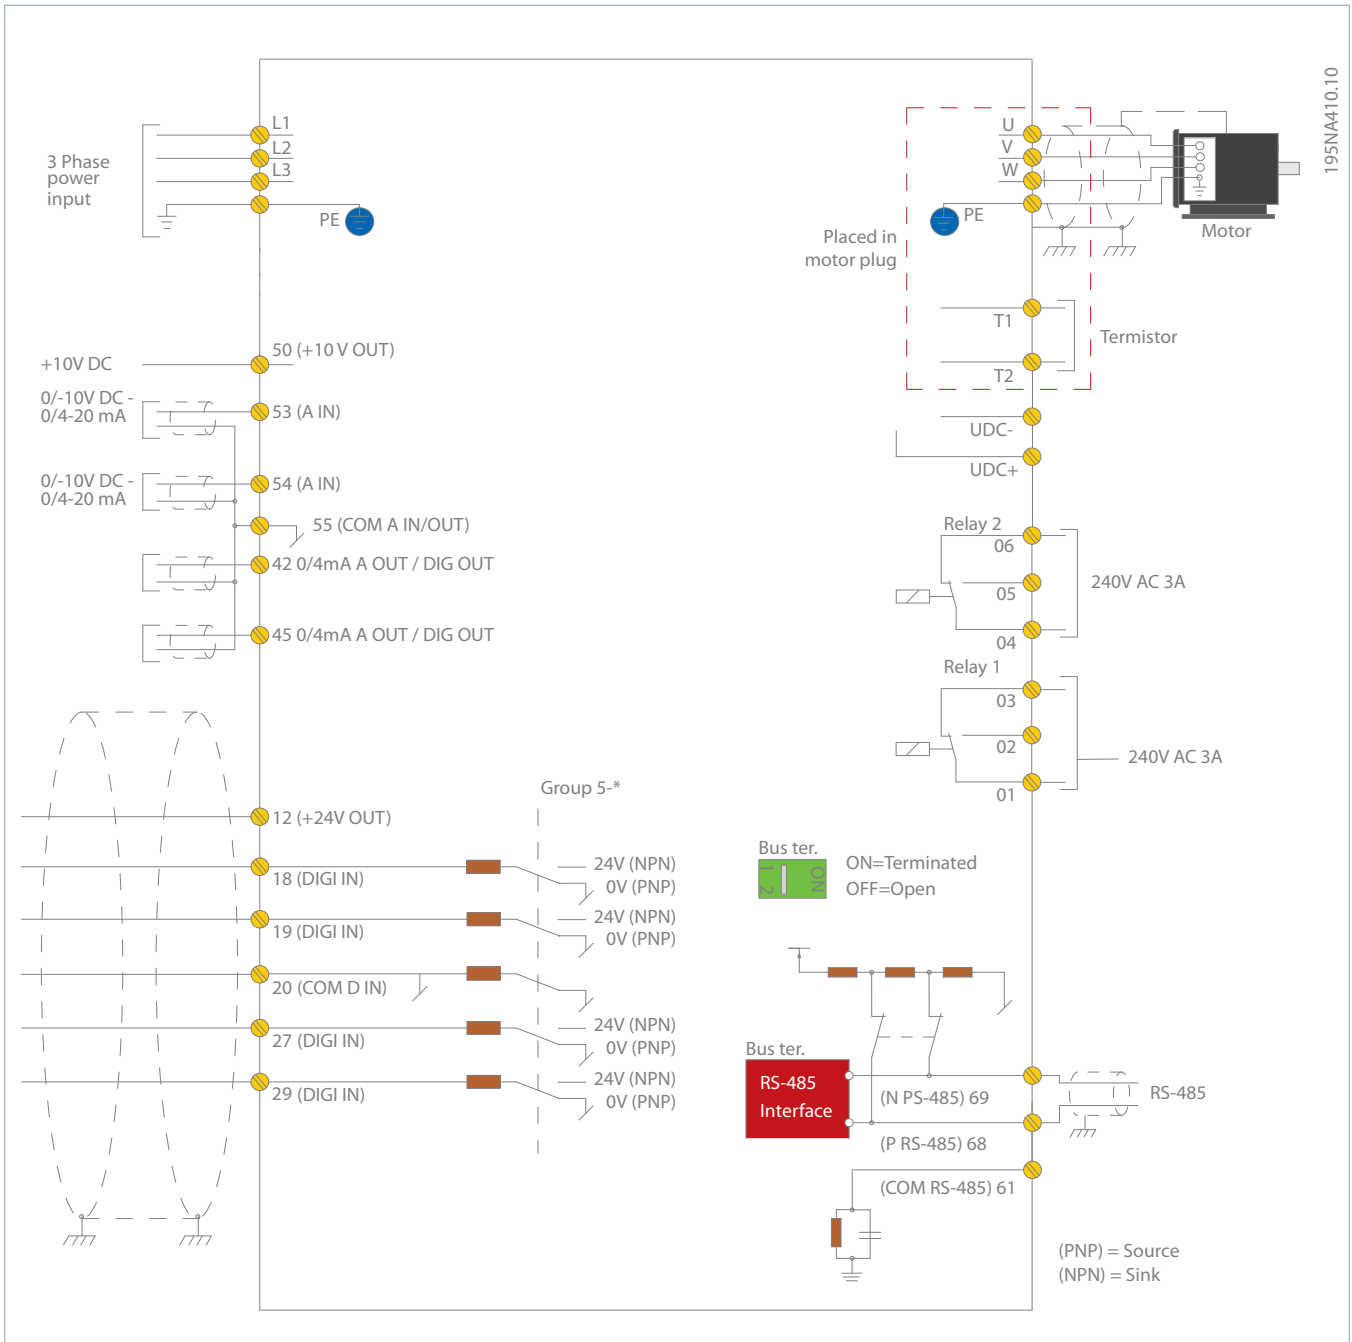 195NA410.10
3 Phase
power
input
L1
L2
L3
PE
U
V
W
PE
Placed in
motor plug
Motor
T1
T2
Termistor
+10V DC
50 (+10 V OUT)
0/-10V DC -
0/4-20 mA
53 (A IN)
0/-10V DC -
0/4-20 mA
54 (A IN)
55 (COM A IN/OUT)
42 0/4mA A OUT / DIG OUT
45 0/4mA A OUT / DIG OUT
UDC-
UDC+
Relay 2
06
05
04
240V AC 3A
Relay 1
03
02
01
240V AC 3A
Group 5-*
12 (+24V OUT)
18 (DIGI IN)
24V (NPN)
0V (PNP)
19 (DIGI IN)
24V (NPN)
0V (PNP)
20 (COM D IN)
27 (DIGI IN)
24V (NPN)
0V (PNP)
29 (DIGI IN)
24V (NPN)
0V (PNP)
Bus ter.
1 2
ON
ON=Terminated
OFF=Open
Bus ter.
RS-485
Interface
(N PS-485) 69
(P RS-485) 68
(COM RS-485) 61
RS-485
(PNP) = Source
(NPN) = Sink